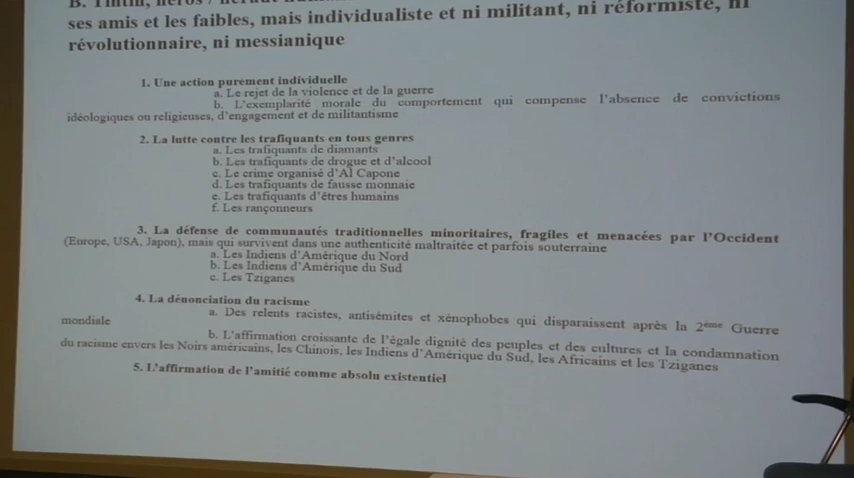 B. Tintin, héros /
ses amis et les faibles, mais individualiste et ni militant, ni réformiste, ni
révolutionnaire, ni messianique
1. Une action purement individuelle
a. Le rejet de la violence et de la guerre
b. L'exemplarité morale du comportement qui compense l'absence de convictions
idéologiques ou religieuses, d'engagement et de militantisme
2. La lutte contre les trafiquants en tous genres
a. Les trafiquants de diamants
b. Les trafiquants de drogue et d'alcool
c. Le crime organisé d'Al Capone
d. Les trafiquants de fausse monnaie
e. Les trafiquants d'êtres humains
f. Les rançonneurs
3. La défense de communautés traditionnelles minoritaires, fragiles et menacées par l'Occident
(Europe, USA, Japon), mais qui survivent dans une authenticité maltraitée et parfois souterraine
a. Les Indiens d'Amérique du Nord
b. Les Indiens d'Amérique du Sud
c. Les Tziganes
4. La dénonciation du racisme
a. Des relents racistes, antisémites et xénophobes qui disparaissent après la 2ème Guerre
mondiale
b. L'affirmation croissante de l'égale dignité des peuples et des cultures et la condamnation
du racisme envers les Noirs américains, les Chinois, les Indiens d'Amérique du Sud, les Africains et les Tziganes
5. L'affirmation de l'amitié comme absolu existentiel